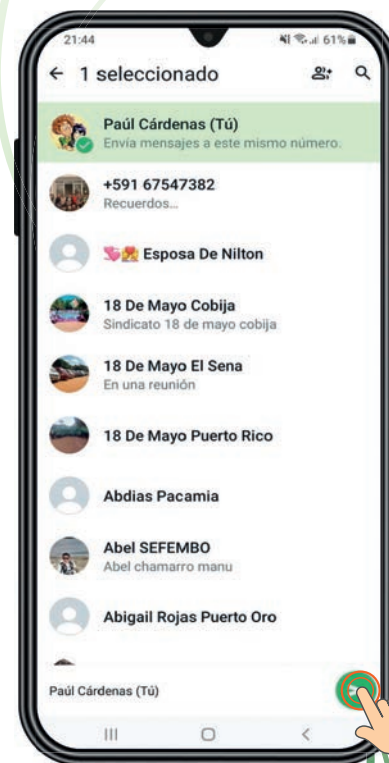 21:44
61%
1 seleccionado
Paúl Cárdenas (Tú)
Envía mensajes a este mismo número.
+591 67547382
Recuerdos...
Esposa De Nilton
18 De Mayo Cobija
Sindicato 18 de mayo cobija
18 De Mayo El Sena
En una reunión
18 De Mayo Puerto Rico
Abdias Pacamia
Abel SEFEMBO
Abel chamarro manu
Abigail Rojas Puerto Oro
Paúl Cárdenas (Tú)